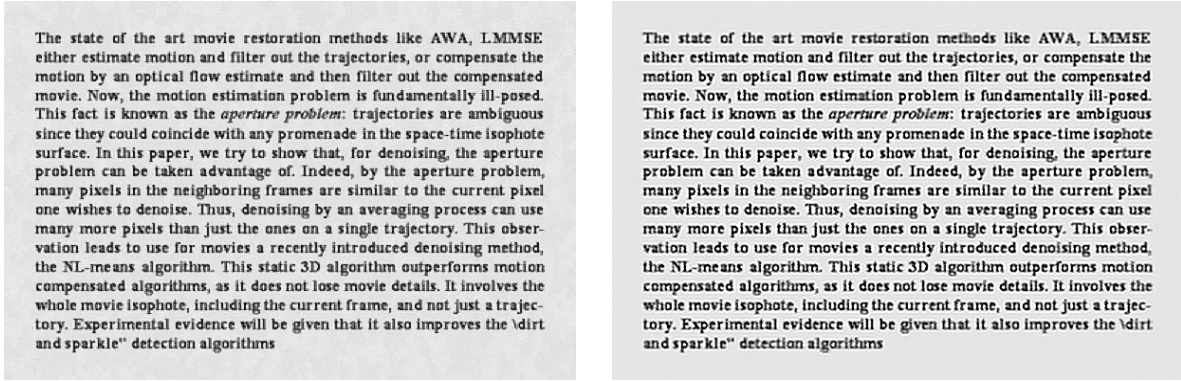 The state of the art movie restoration methods like AWA, LMMSE
either estimate motion and filter out the trajectories, or compensate the
motion by an optical flow estimate and then filter out the compensated
movie. Now, the motion estimation problem is fundamentally ill-posed.
This fact is known as the aperture problem: trajectories are ambiguous
since they could coincide with any promenade in the space-time isophote
surface. In this paper, we try to show that, for denoising, the aperture
problem can be taken advantage of. Indeed, by the aperture problem,
many pixels in the neighboring frames are similar to the current pixel
one wishes to denoise. Thus, denoising by an averaging process can use
many more pixels than just the ones on a single trajectory. This obser-
vation leads to use for movies a recently introduced denoising method,
the NL-means algorithm. This static 3D algorithm outperforms motion
compensated algorithms, as it does not lose movie details. It involves the
whole movie isophote, including the current frame, and not just a trajec-
tory. Experimental evidence will be given that it also improves the \dirt
and sparkle" detection algorithms
The state of the art movie restoration methods like AWA, LMMSE
either estimate motion and filter out the trajectories, or compensate the
motion by an optical flow estimate and then filter out the compensated
movie. Now, the motion estimation problem is fundamentally ill-posed.
This fact is known as the aperture problem: trajectories are ambiguous
since they could coincide with any promenade in the space-time isophote
surface. In this paper, we try to show that, for denoising, the aperture
problem can be taken advantage of. Indeed, by the aperture problem,
many pixels in the neighboring frames are similar to the current pixel
one wishes to denoise. Thus, denoising by an averaging process can use
many more pixels than just the ones on a single trajectory. This obser-
vation leads to use for movies a recently introduced denoising method,
the NL-means algorithm. This static 3D algorithm outperforms motion
compensated algorithms, as it does not lose movie details. It involves the
whole movie isophote, including the current frame, and not just a trajec-
tory. Experimental evidence will be given that it also improves the \dirt
and sparkle" detection algorithms